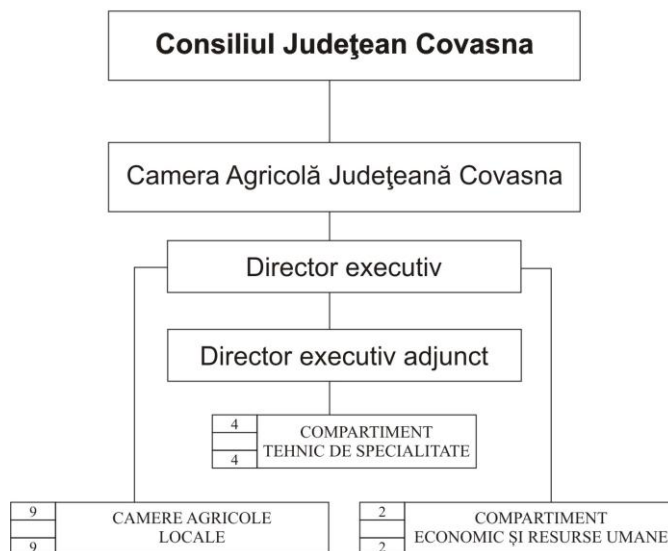 Consiliul Judeţean Covasna
Camera Agricolă Judeţeană Covasna
Director executiv
Director executiv adjunct
4
4
COMPARTIMENT
TEHNIC DE SPECIALITATE
9
9
CAMERE AGRICOLE
LOCALE
2
2
COMPARTIMENT
ECONOMIC ŞI RESURSE UMANE